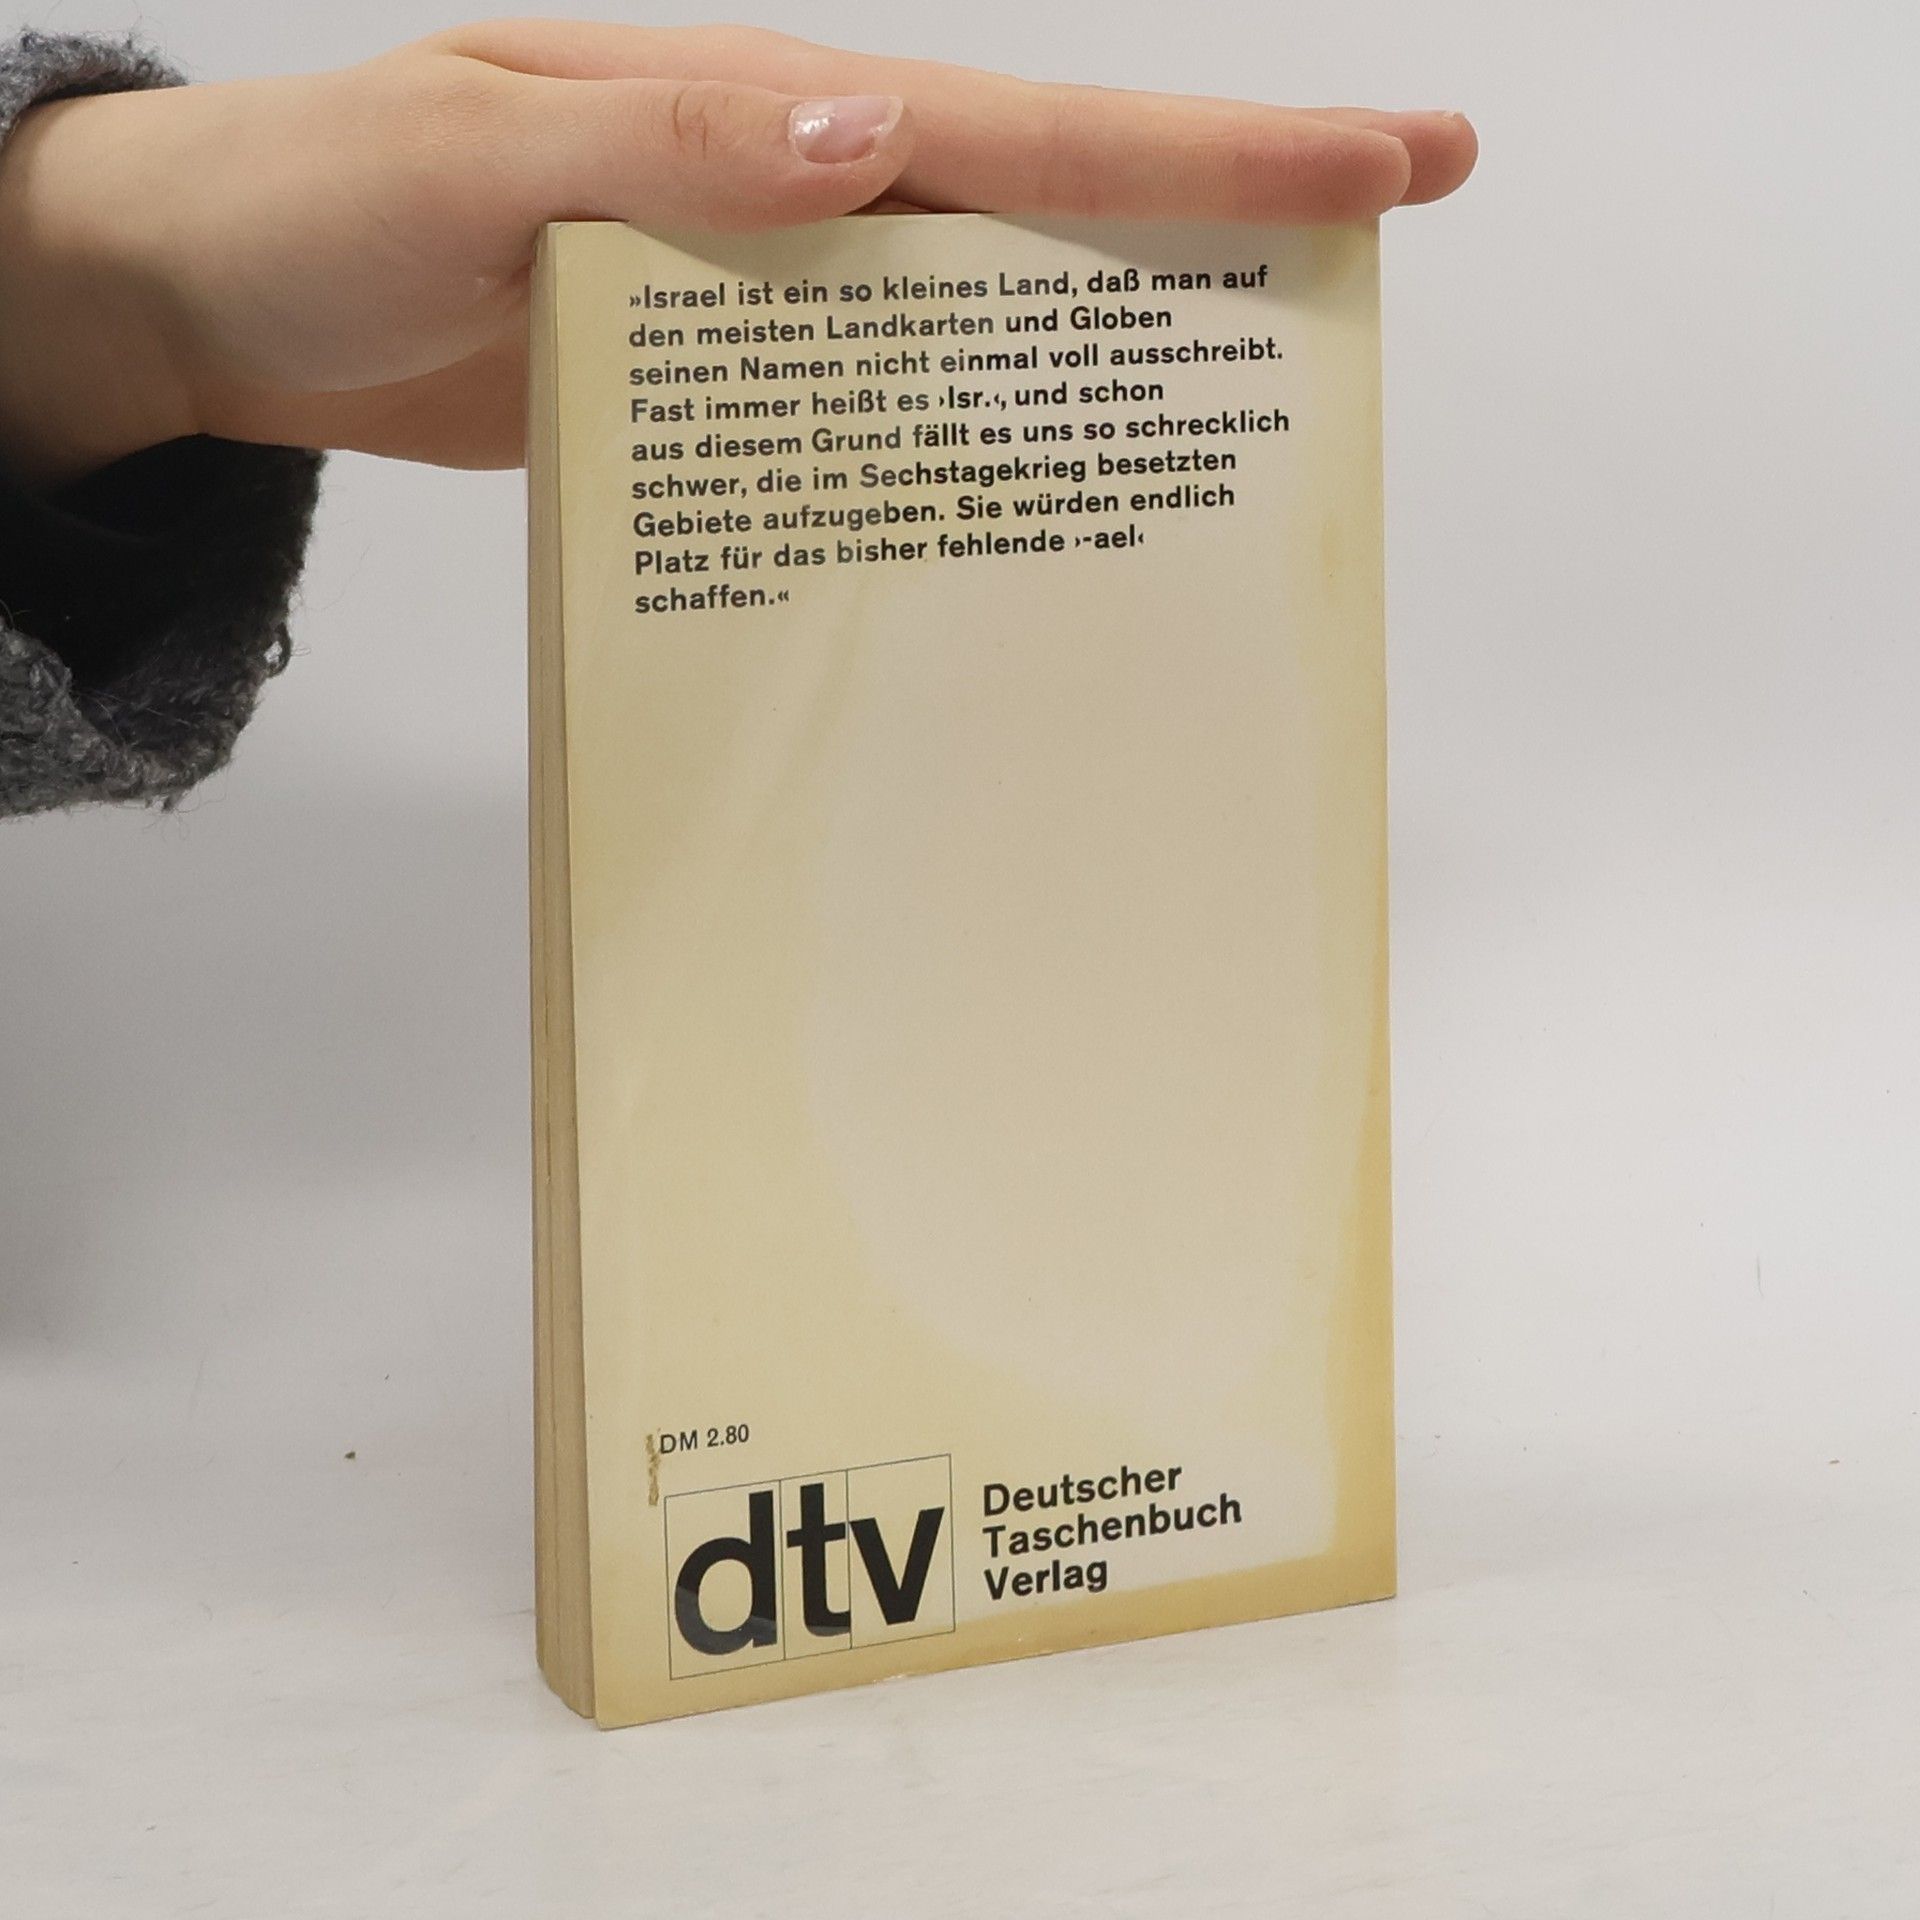 »Israel ist ein so kleines Land, daß man auf
den meisten Landkarten und Globen
seinen Namen nicht einmal voll ausschreibt.
Fast immer heißt es ›Isr.‹, und schon
aus diesem Grund fällt es uns so schrecklich
schwer, die im Sechstagekrieg besetzten
Gebiete aufzugeben. Sie würden endlich
Platz für das bisher fehlende ›-ael‹
schaffen.«
DM 2.80
dtv
Deutscher
Taschenbuch
Verlag